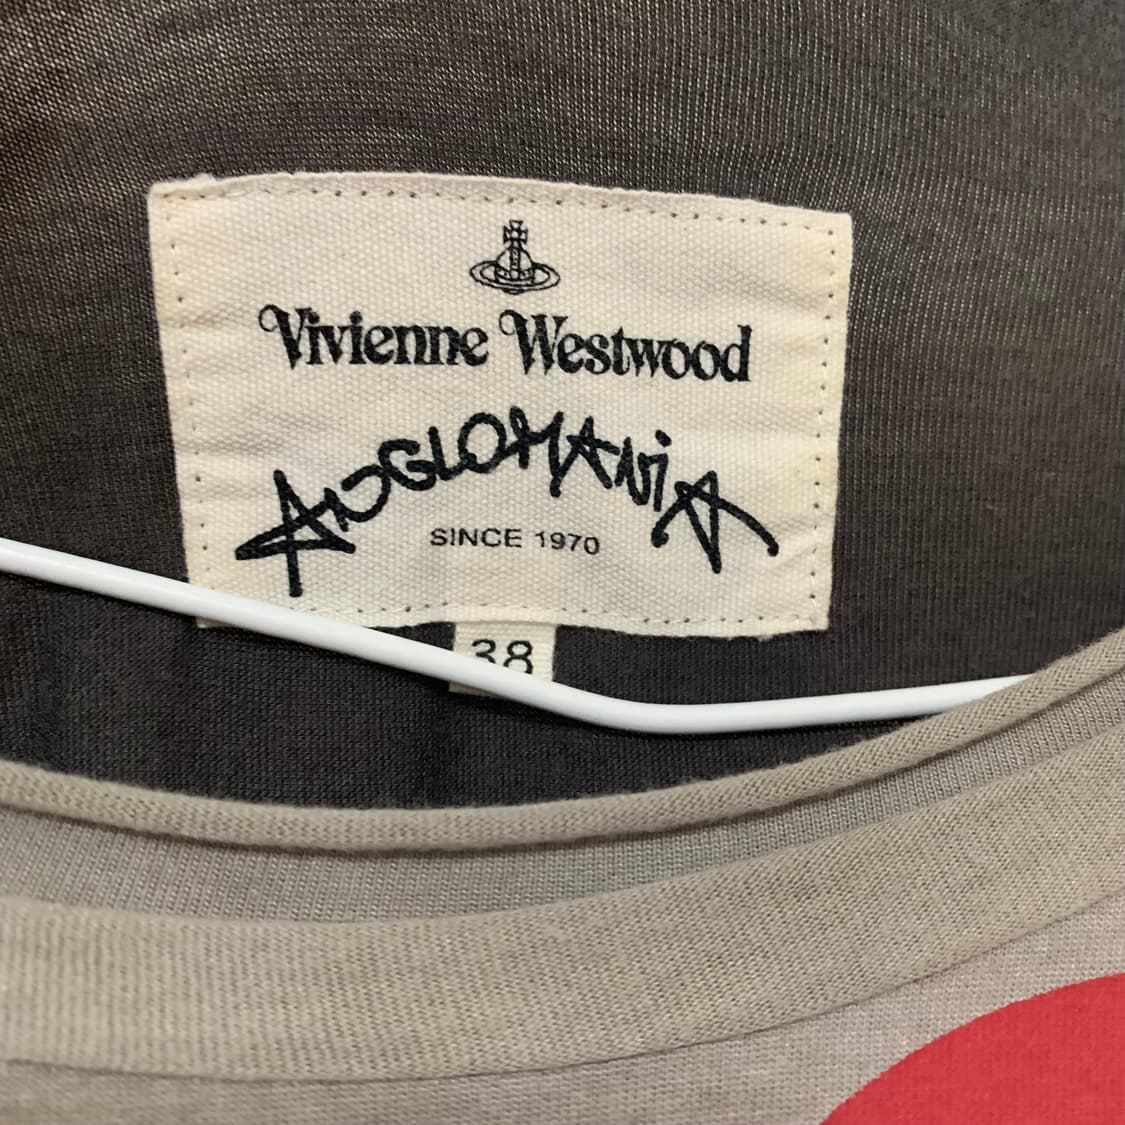 Vivienne Westwood
ANGLOMANiA
SINCE 1970
38